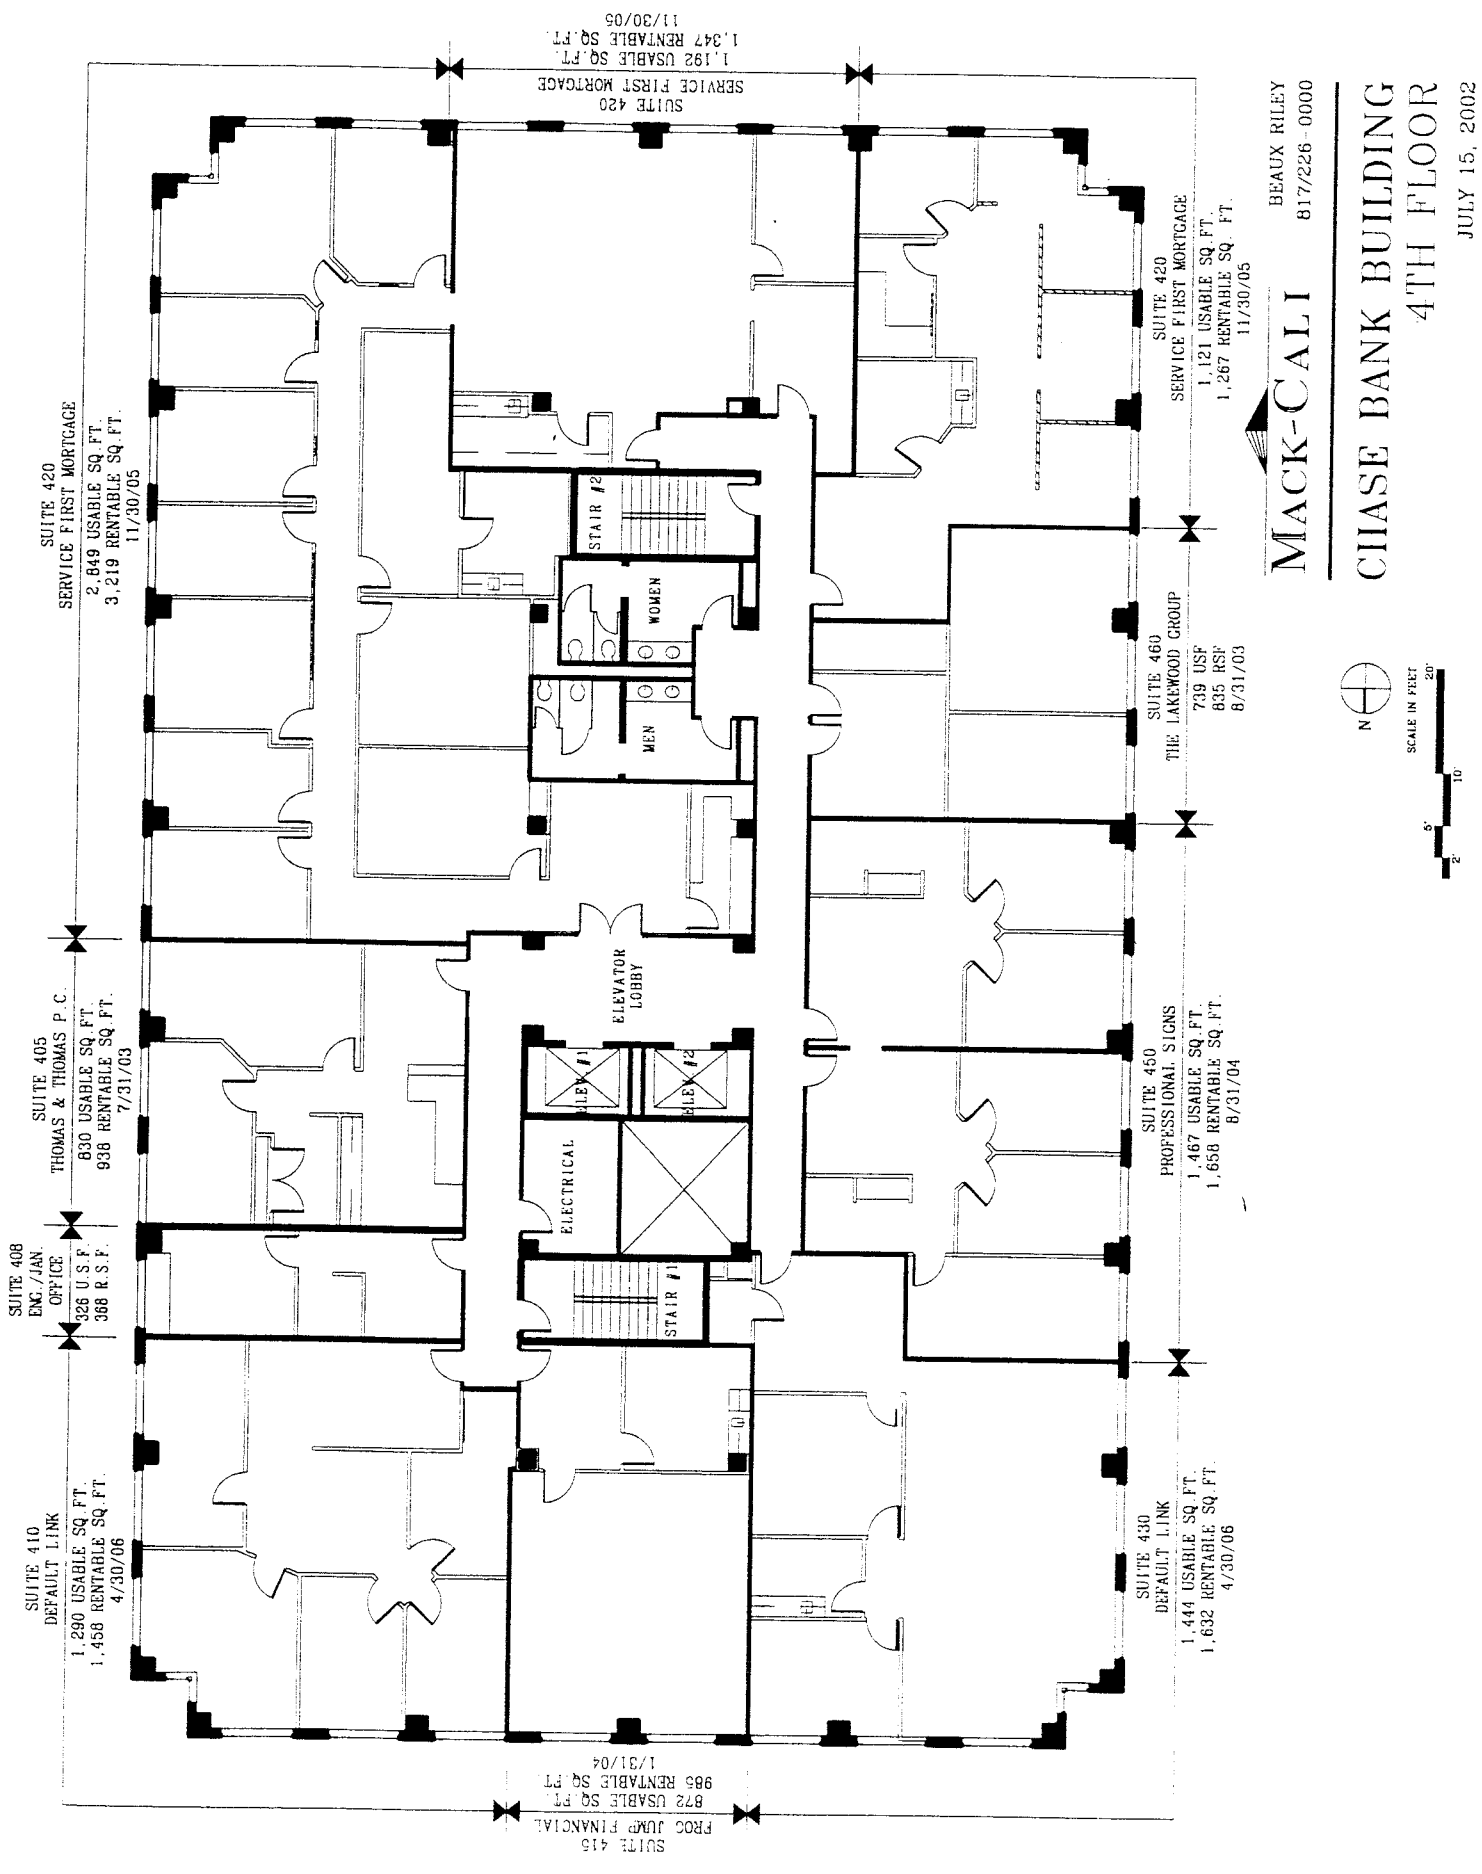 SUITE 420
SERVICE FIRST MORTGAGE
2,849 USABLE SQ.FT.
3,219 RENTABLE SQ.FT.
11/30/05
SUITE 405
THOMAS & THOMAS P.C.
830 USABLE SQ.FT.
938 RENTABLE SQ.FT.
7/31/03
SUITE 408
ENG./JAN.
OFFICE
326 U.S.F.
368 R.S.F.
SUITE 410
DEFAULT LINK
1,290 USABLE SQ.FT.
1,458 RENTABLE SQ.FT.
4/30/06
SUITE 420
SERVICE FIRST MORTGAGE
1,192 USABLE SQ.FT.
1,347 RENTABLE SQ.FT.
11/30/05
STAIR #2
WOMEN
MEN
ELEVATOR
LOBBY
ELEV. #1
ELEV. #2
ELECTRICAL
STAIR #1
SUITE 415
FROG JUMP FINANCIAL
872 USABLE SQ.FT.
985 RENTABLE SQ.FT.
1/31/04
SUITE 420
SERVICE FIRST MORTGAGE
1,121 USABLE SQ.FT.
1,267 RENTABLE SQ. FT.
11/30/05
SUITE 460
THE LAKEWOOD GROUP
739 USF
835 RSF
8/31/03
SUITE 450
PROFESSIONAL SIGNS
1,467 USABLE SQ.FT.
1,658 RENTABLE SQ.FT.
8/31/04
SUITE 430
DEFAULT LINK
1,444 USABLE SQ.FT.
1,632 RENTABLE SQ.FT.
4/30/06
MACK-CALI
BEAUX RILEY
817/226-0000
CHASE BANK BUILDING
4TH FLOOR
JULY 15, 2002
N
SCALE IN FEET
2' 5' 10' 20'